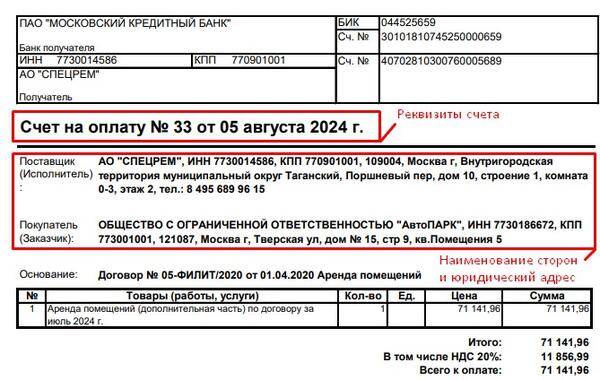 ПАО "МОСКОВСКИЙ КРЕДИТНЫЙ БАНК"
БИК 044525659
Сч. № 30101810745250000659
Банк получателя
ИНН 7730014586 КПП 770901001 Сч. № 40702810300760005689
АО "СПЕЦРЕМ"
Получатель
Реквизиты счета
Счет на оплату № 33 от 05 августа 2024 г.
Поставщик АО "СПЕЦРЕМ", ИНН 7730014586, КПП 770901001, 109004, Москва г, Внутригородская
(Исполнитель) территория муниципальный округ Таганский, Поршневый пер, дом 10, строение 1, комната
: 0-3, этаж 2, тел.: 8 495 689 96 15
Покупатель ОБЩЕСТВО С ОГРАНИЧЕННОЙ ОТВЕТСТВЕННОСТЬЮ "АвтоПАРК", ИНН 7730186672, КПП
(Заказчик): 773001001, 121087, Москва г, Тверская ул, дом № 15, стр 9, кв.Помещения 5
Наименование сторон
и юридический адрес
Основание: Договор № 05-ФИЛИТ/2020 от 01.04.2020 Аренда помещений
№ Товары (работы, услуги) Кол-во Ед. Цена Сумма
1 Аренда помещений (дополнительная часть) по договору за 1 71 141,96 71 141,96
июль 2024 г.
Итого: 71 141,96
В том числе НДС 20%: 11 856,99
Всего к оплате: 71 141,96